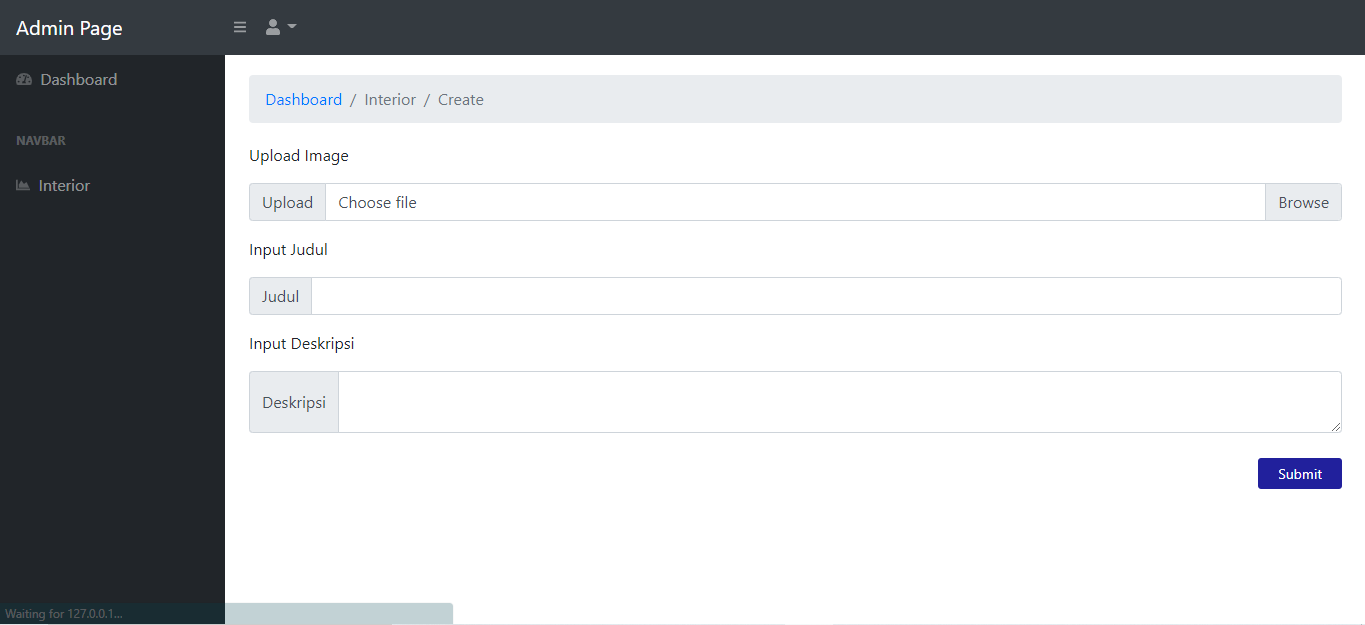 Admin Page
Dashboard
NAVBAR
Interior
Dashboard / Interior / Create
Upload Image
Upload Choose file Browse
Input Judul
Judul
Input Deskripsi
Deskripsi
Submit
Waiting for 127.0.0.1...